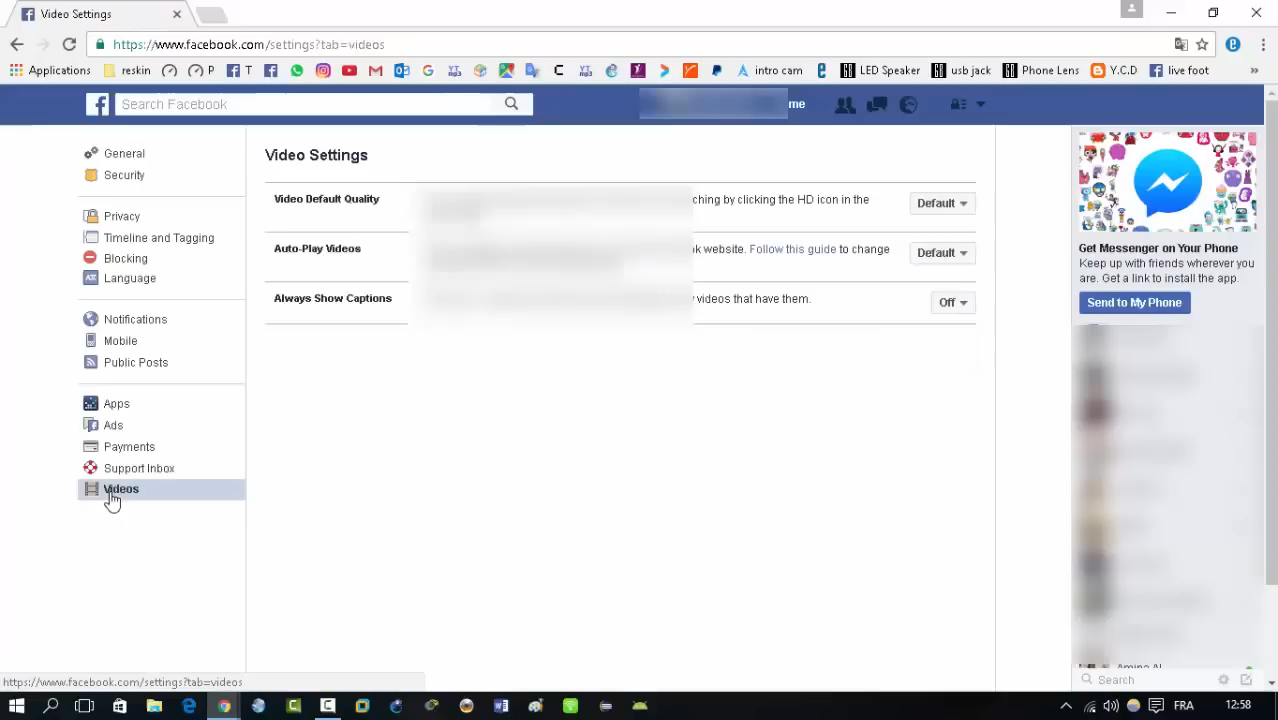 Video Settings
https://www.facebook.com/settings?tab=videos
Applications
reskin
P
T
intro cam
LED Speaker
usb jack
Phone Lens
Y.C.D
live foot
Search Facebook
me
General
Security
Privacy
Timeline and Tagging
Blocking
Language
Notifications
Mobile
Public Posts
Apps
Ads
Payments
Support Inbox
Videos
Video Settings
Video Default Quality
ching by clicking the HD icon in the
Default
Auto-Play Videos
website. Follow this guide to change
Default
Always Show Captions
videos that have them.
Off
Get Messenger on Your Phone
Keep up with friends wherever you
are. Get a link to install the app.
Send to My Phone
Search
https://www.facebook.com/settings?tab=videos
FRA
12:58